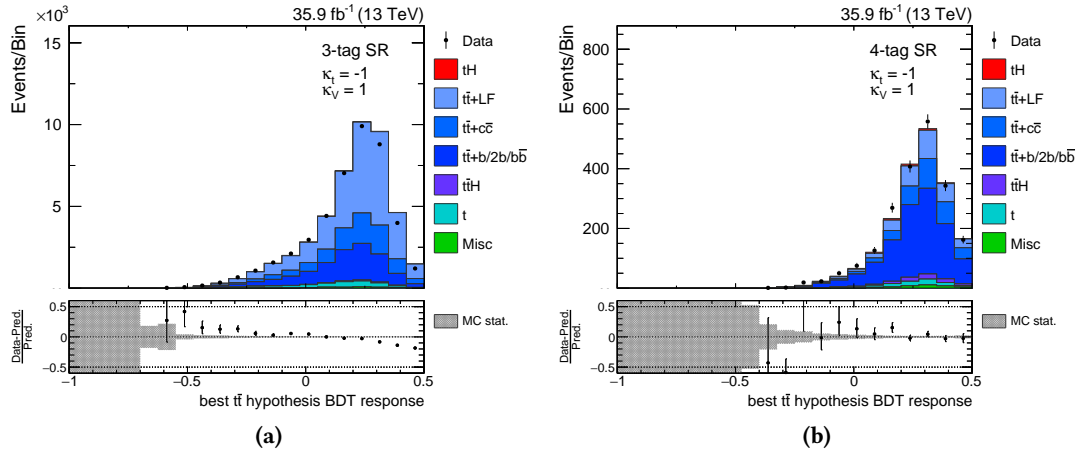 35.9 fb⁻¹ (13 TeV)
×10³
Events/Bin
15
10
5
3-tag SR
κt = -1
κV = 1
Data
tH
tt̄+LF
tt̄+cc̄
tt̄+b/2b/bb̄
tt̄H
t
Misc
Data-Pred.
Pred.
0.5
0
−0.5
MC stat.
−1 −0.5 0 0.5
best tt̄ hypothesis BDT response
(a)
35.9 fb⁻¹ (13 TeV)
Events/Bin
800
600
400
200
4-tag SR
κt = -1
κV = 1
Data
tH
tt̄+LF
tt̄+cc̄
tt̄+b/2b/bb̄
tt̄H
t
Misc
Data-Pred.
Pred.
0.5
0
−0.5
MC stat.
−1 −0.5 0 0.5
best tt̄ hypothesis BDT response
(b)